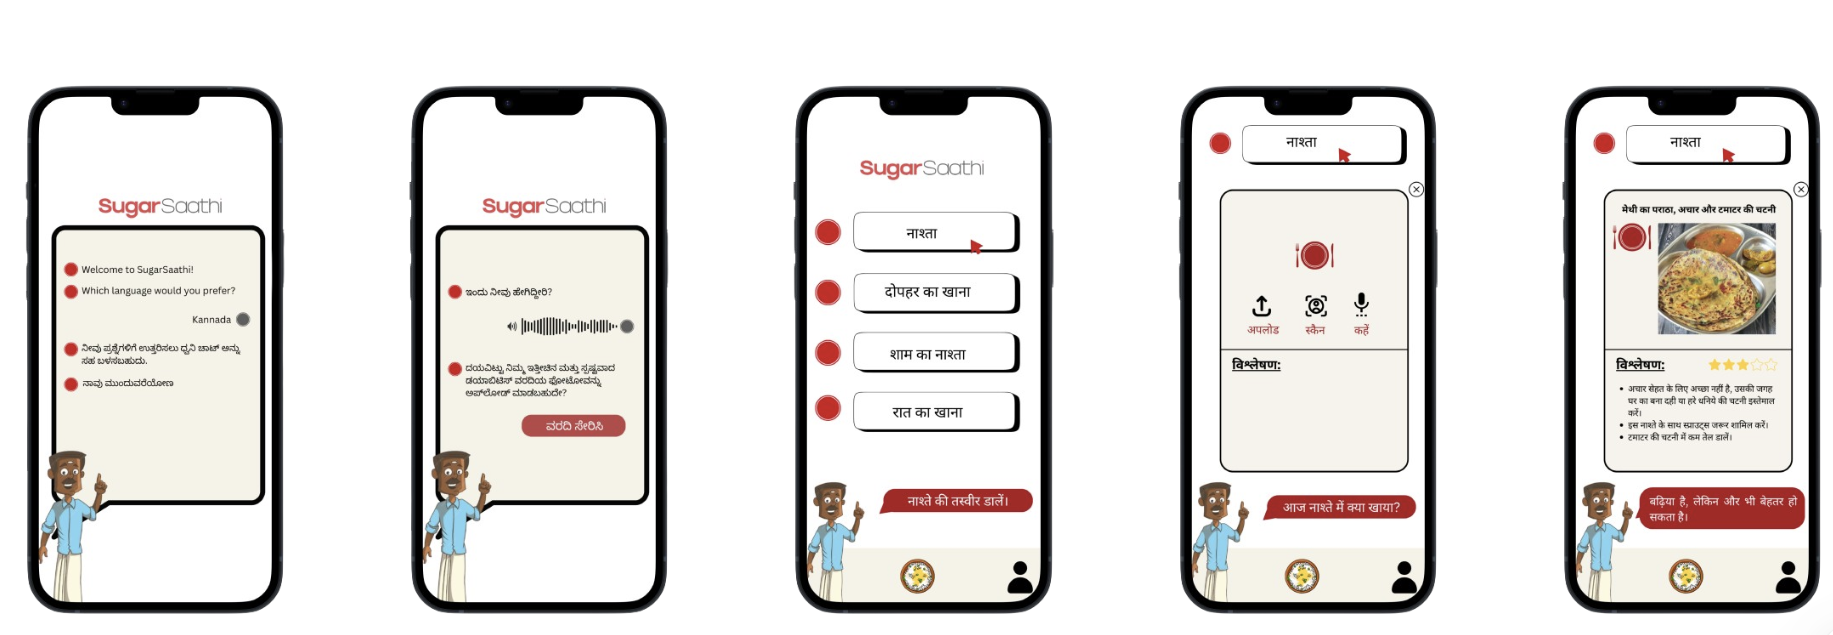 SugarSaathi
Welcome to SugarSaathi!
Which language would you prefer?
Kannada
ನೀವು ಪ್ರಶ್ನೆಗಳಿಗೆ ಉತ್ತರಿಸಲು ಧ್ವನಿ ಚಾಟ್ ಅನ್ನು
ಸಹ ಬಳಸಬಹುದು.
ನಾವು ಮುಂದುವರೆಯೋಣ
SugarSaathi
ಇಂದು ನೀವು ಹೇಗಿದ್ದೀರಿ?
ದಯವಿಟ್ಟು ನಿಮ್ಮ ಇತ್ತೀಚಿನ ಮತ್ತು ಸ್ಪಷ್ಟವಾದ
ಡಯಾಬಿಟಿಸ್ ವರದಿಯ ಫೋಟೋವನ್ನು
ಅಪ್‌ಲೋಡ್ ಮಾಡಬಹುದೇ?
ವರದಿ ಸೇರಿಸಿ
SugarSaathi
नाश्ता
दोपहर का खाना
शाम का नाश्ता
रात का खाना
नाश्ते की तस्वीर डालें।
नाश्ता
अपलोड स्कैन कहें
विश्लेषण:
आज नाश्ते में क्या खाया?
नाश्ता
मेथी का पराठा, अचार और टमाटर की चटनी
विश्लेषण:
अचार सेहत के लिए अच्छा नहीं है, उसकी जगह
घर का बना दही या हरे धनिये की चटनी इस्तेमाल
करें।
इस नाश्ते के साथ स्प्राउट्स जरूर शामिल करें।
टमाटर की चटनी में कम तेल डालें।
बढ़िया है, लेकिन और भी बेहतर हो
सकता है।